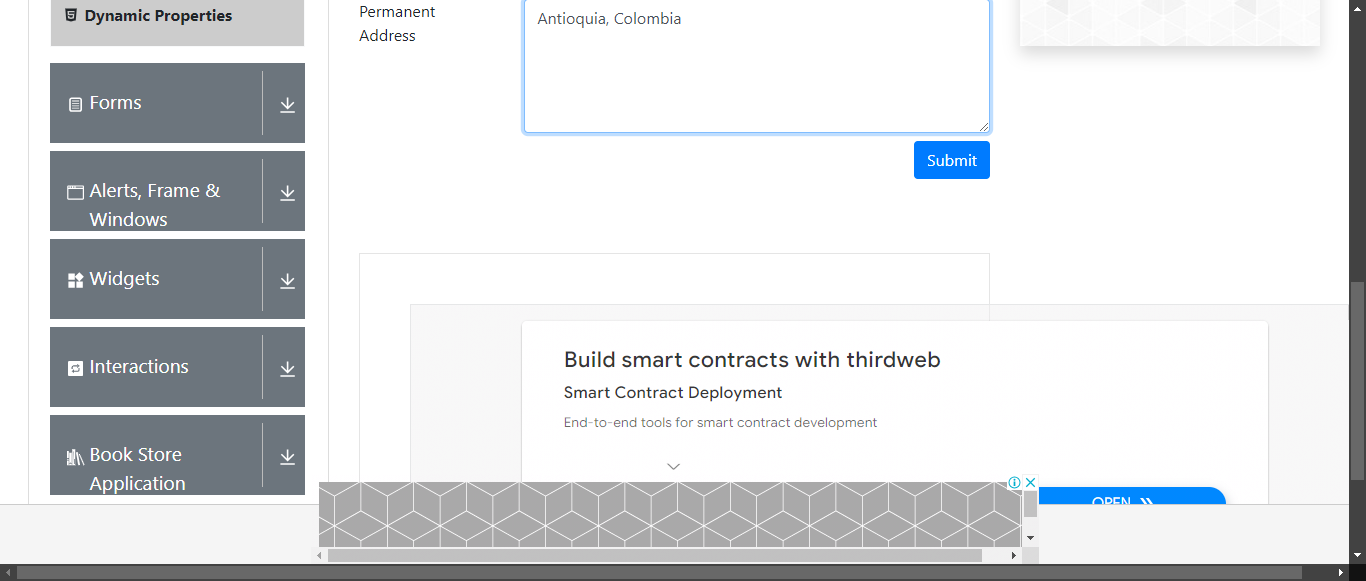 Dynamic Properties
Forms
Alerts, Frame &
Windows
Widgets
Interactions
Book Store
Application
Permanent
Address
Antioquia, Colombia
Submit
Build smart contracts with thirdweb
Smart Contract Deployment
End-to-end tools for smart contract development
OPEN